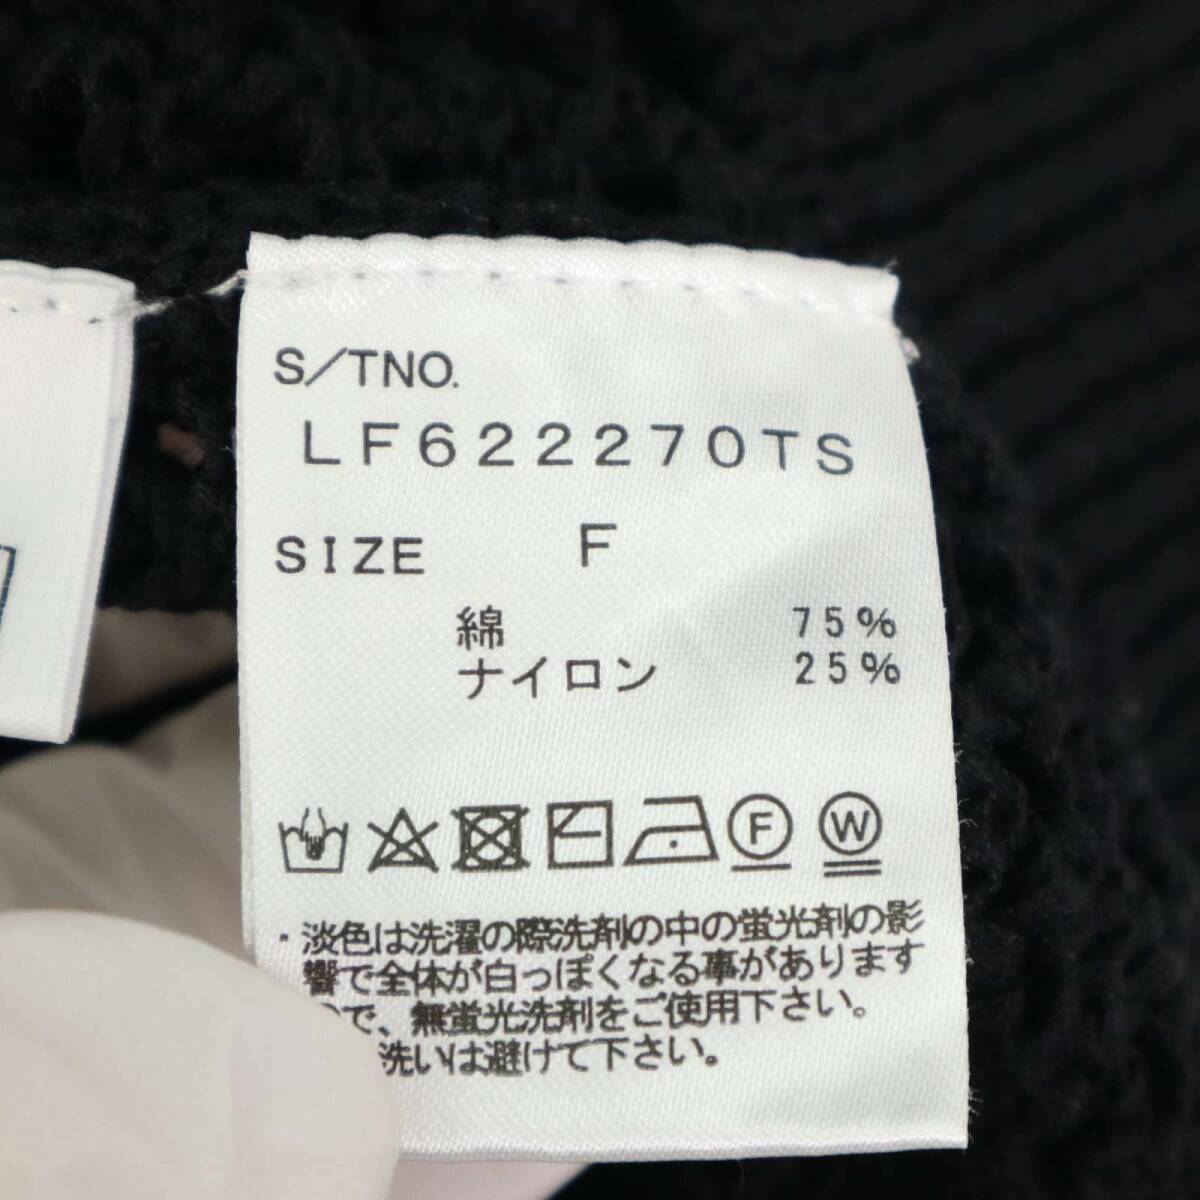 S/TNO.
LF622270TS
SIZE F
綿 75%
ナイロン 25%
F W
・淡色は洗濯の際洗剤の中の蛍光剤の影
響で全体が白っぽくなる事があります
ので、無蛍光洗剤をご使用下さい。
洗いは避けて下さい。